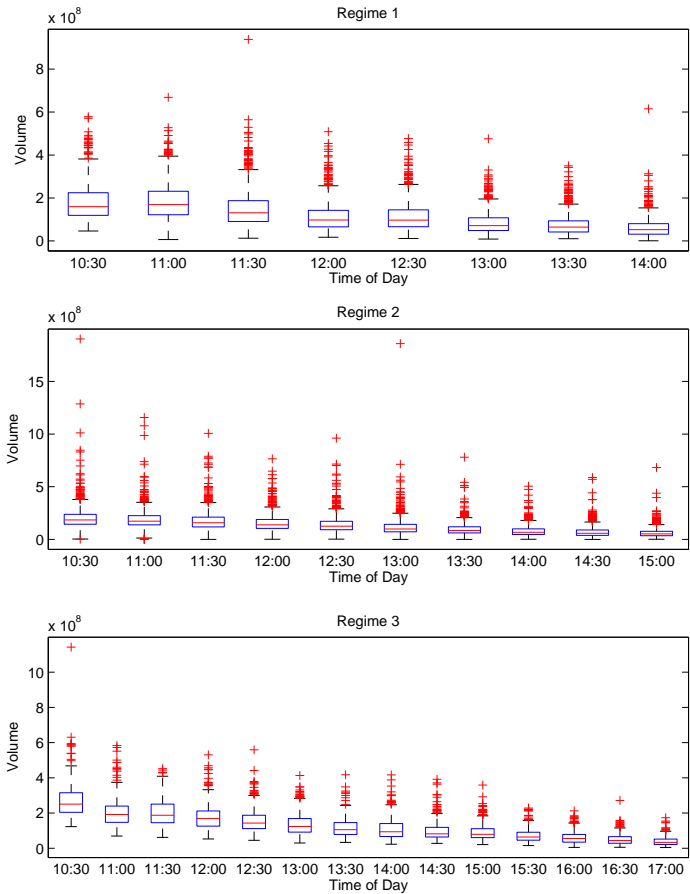 Regime 1
x 10^8
8
6
4
2
0
Volume
10:30 11:00 11:30 12:00 12:30 13:00 13:30 14:00
Time of Day
Regime 2
x 10^8
15
10
5
0
Volume
10:30 11:00 11:30 12:00 12:30 13:00 13:30 14:00 14:30 15:00
Time of Day
Regime 3
x 10^8
10
8
6
4
2
0
Volume
10:30 11:00 11:30 12:00 12:30 13:00 13:30 14:00 14:30 15:00 15:30 16:00 16:30 17:00
Time of Day